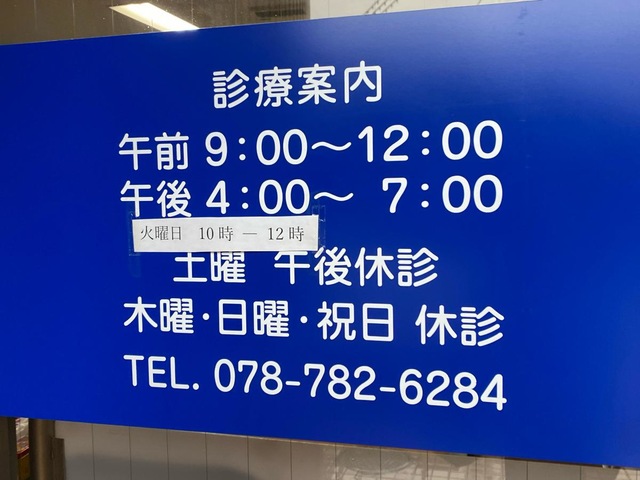 診療案内
午前 9:00～12:00
午後 4:00～ 7:00
火曜日 10時 ― 12時
土曜 午後休診
木曜・日曜・祝日 休診
TEL. 078-782-6284